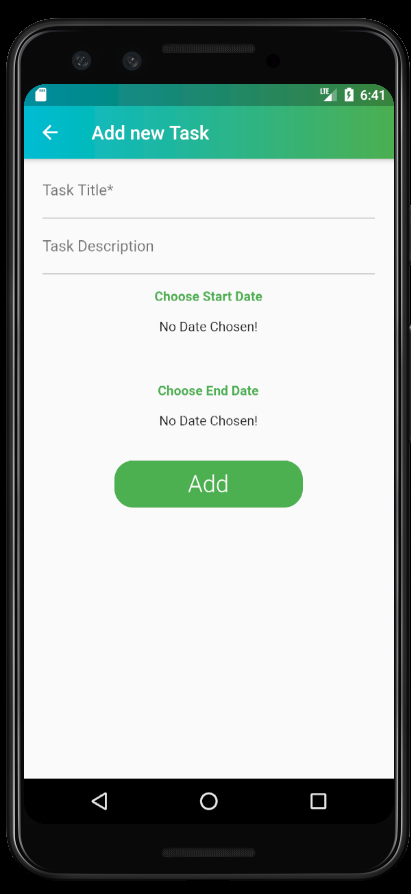 LTE 6:41
Add new Task
Task Title*
Task Description
Choose Start Date
No Date Chosen!
Choose End Date
No Date Chosen!
Add